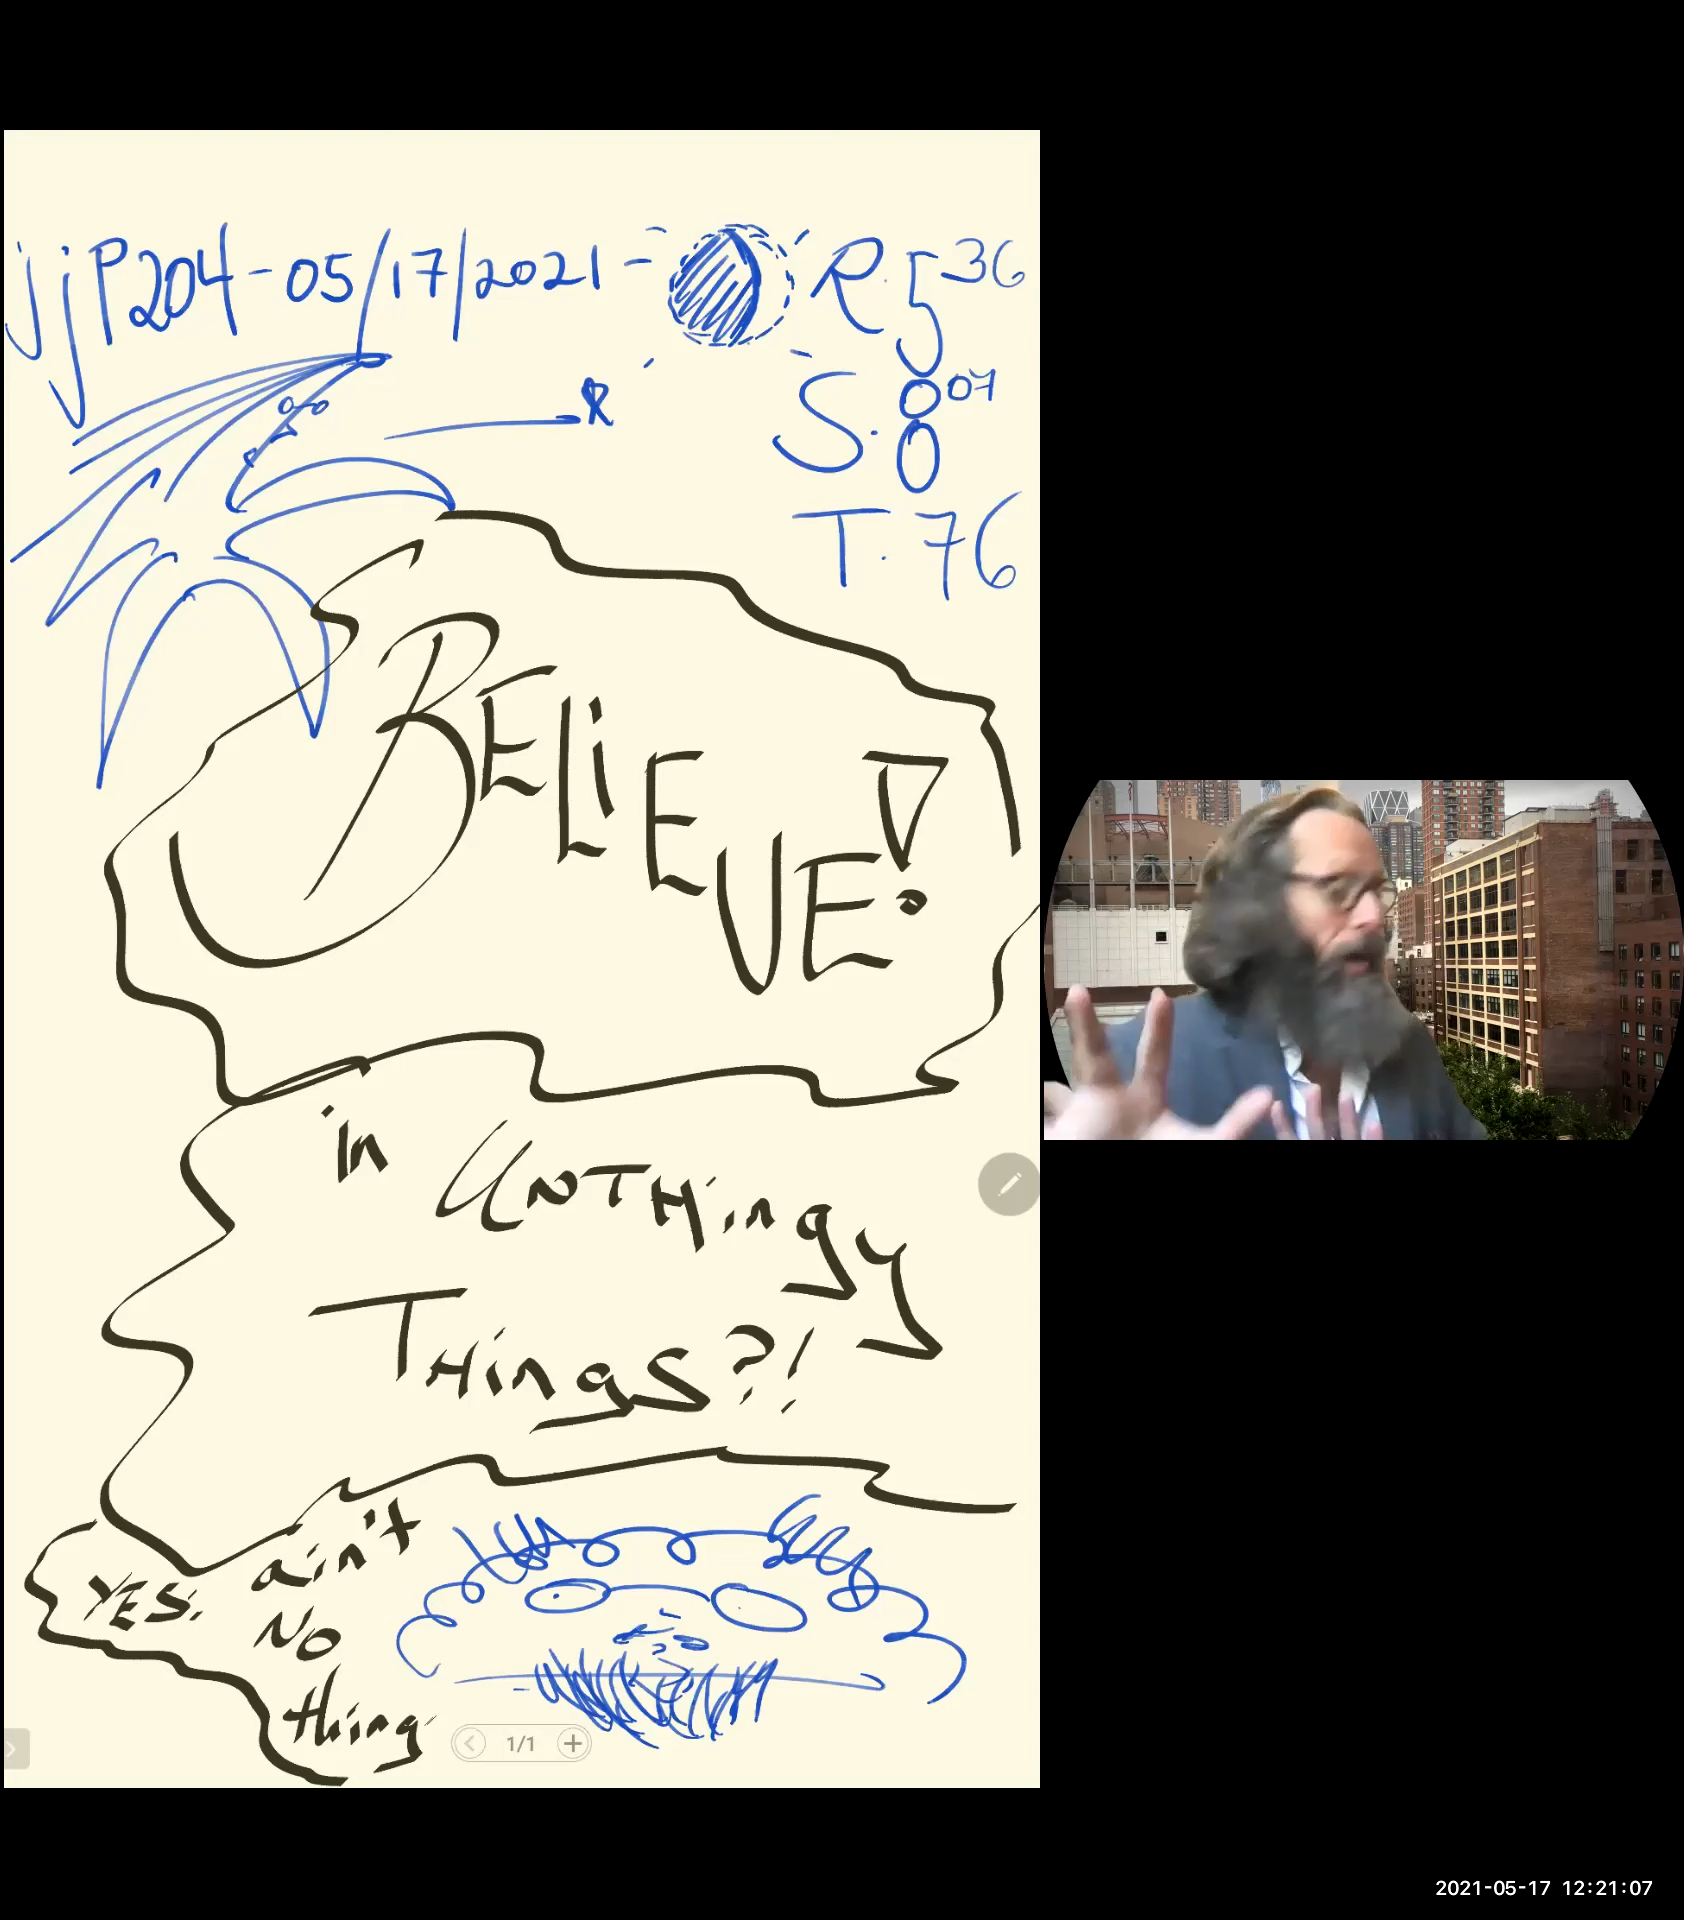 jjP204-05/17/2021-
R. 5 36
S. 8 07
T. 76
BELiEVE!
in UNTHingy
THingS?!
YES. ain't
NO
thing
1/1
2021-05-17 12:21:07